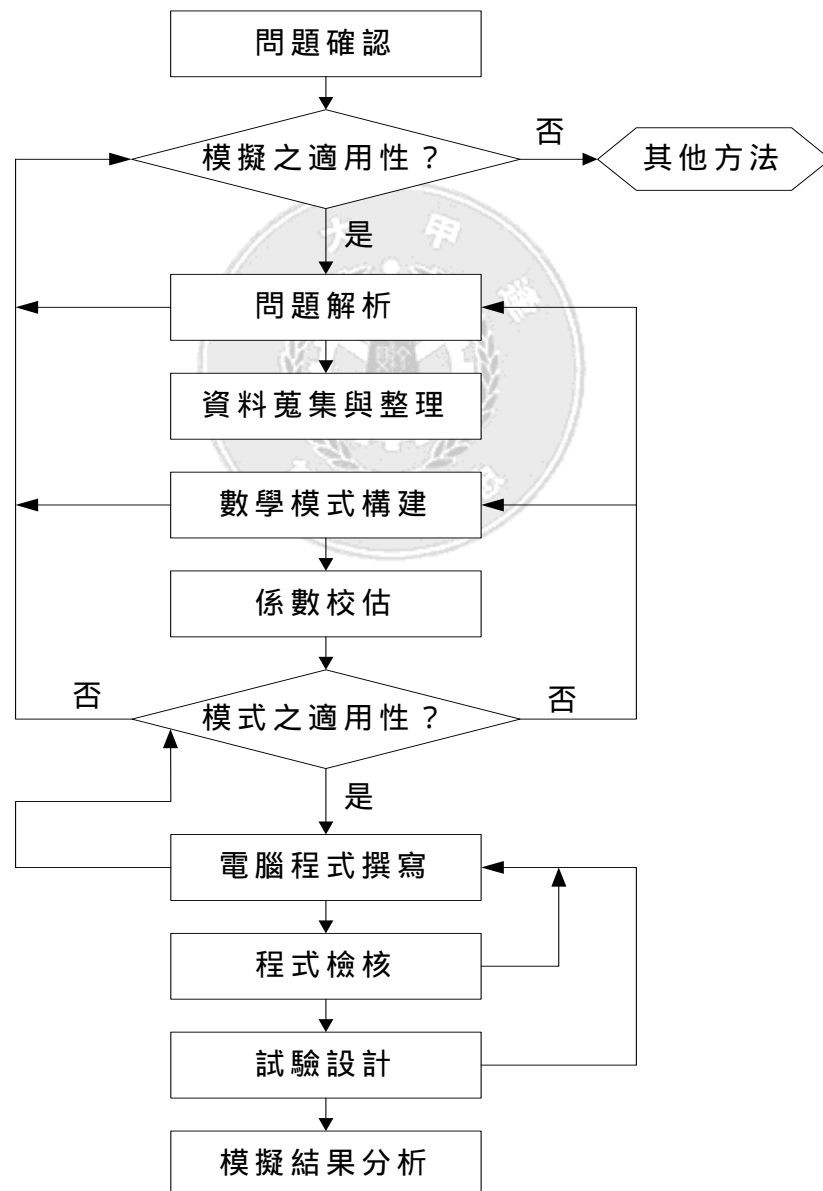 問題確認
模擬之適用性？
否
其他方法
是
問題解析
資料蒐集與整理
數學模式構建
係數校估
否
模式之適用性？
否
是
電腦程式撰寫
程式檢核
試驗設計
模擬結果分析